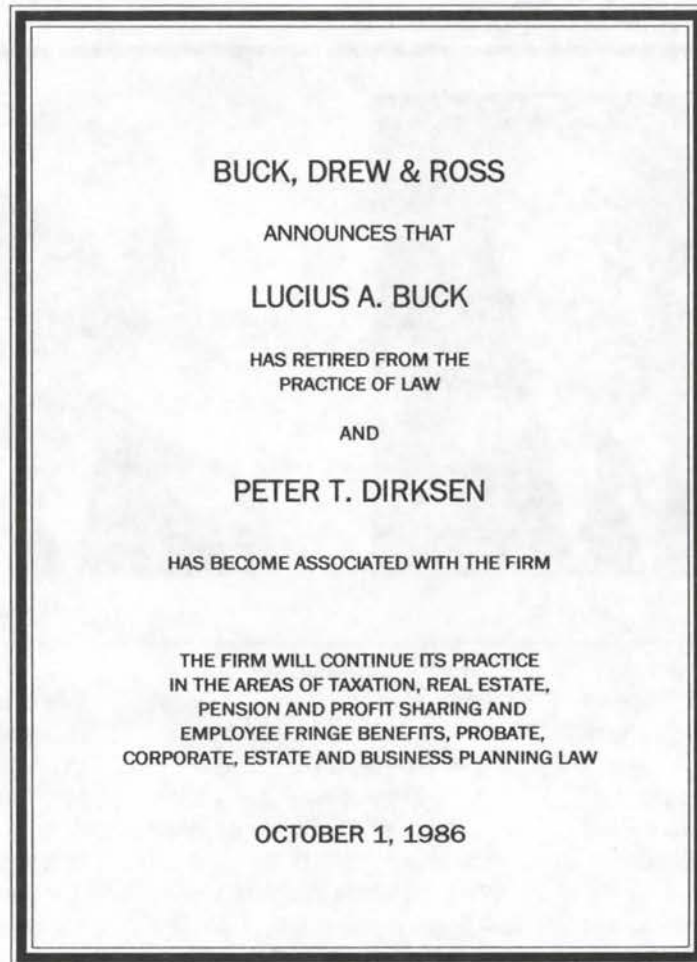 BUCK, DREW & ROSS
ANNOUNCES THAT
LUCIUS A. BUCK
HAS RETIRED FROM THE
PRACTICE OF LAW
AND
PETER T. DIRKSEN
HAS BECOME ASSOCIATED WITH THE FIRM
THE FIRM WILL CONTINUE ITS PRACTICE
IN THE AREAS OF TAXATION, REAL ESTATE,
PENSION AND PROFIT SHARING AND
EMPLOYEE FRINGE BENEFITS, PROBATE,
CORPORATE, ESTATE AND BUSINESS PLANNING LAW
OCTOBER 1, 1986